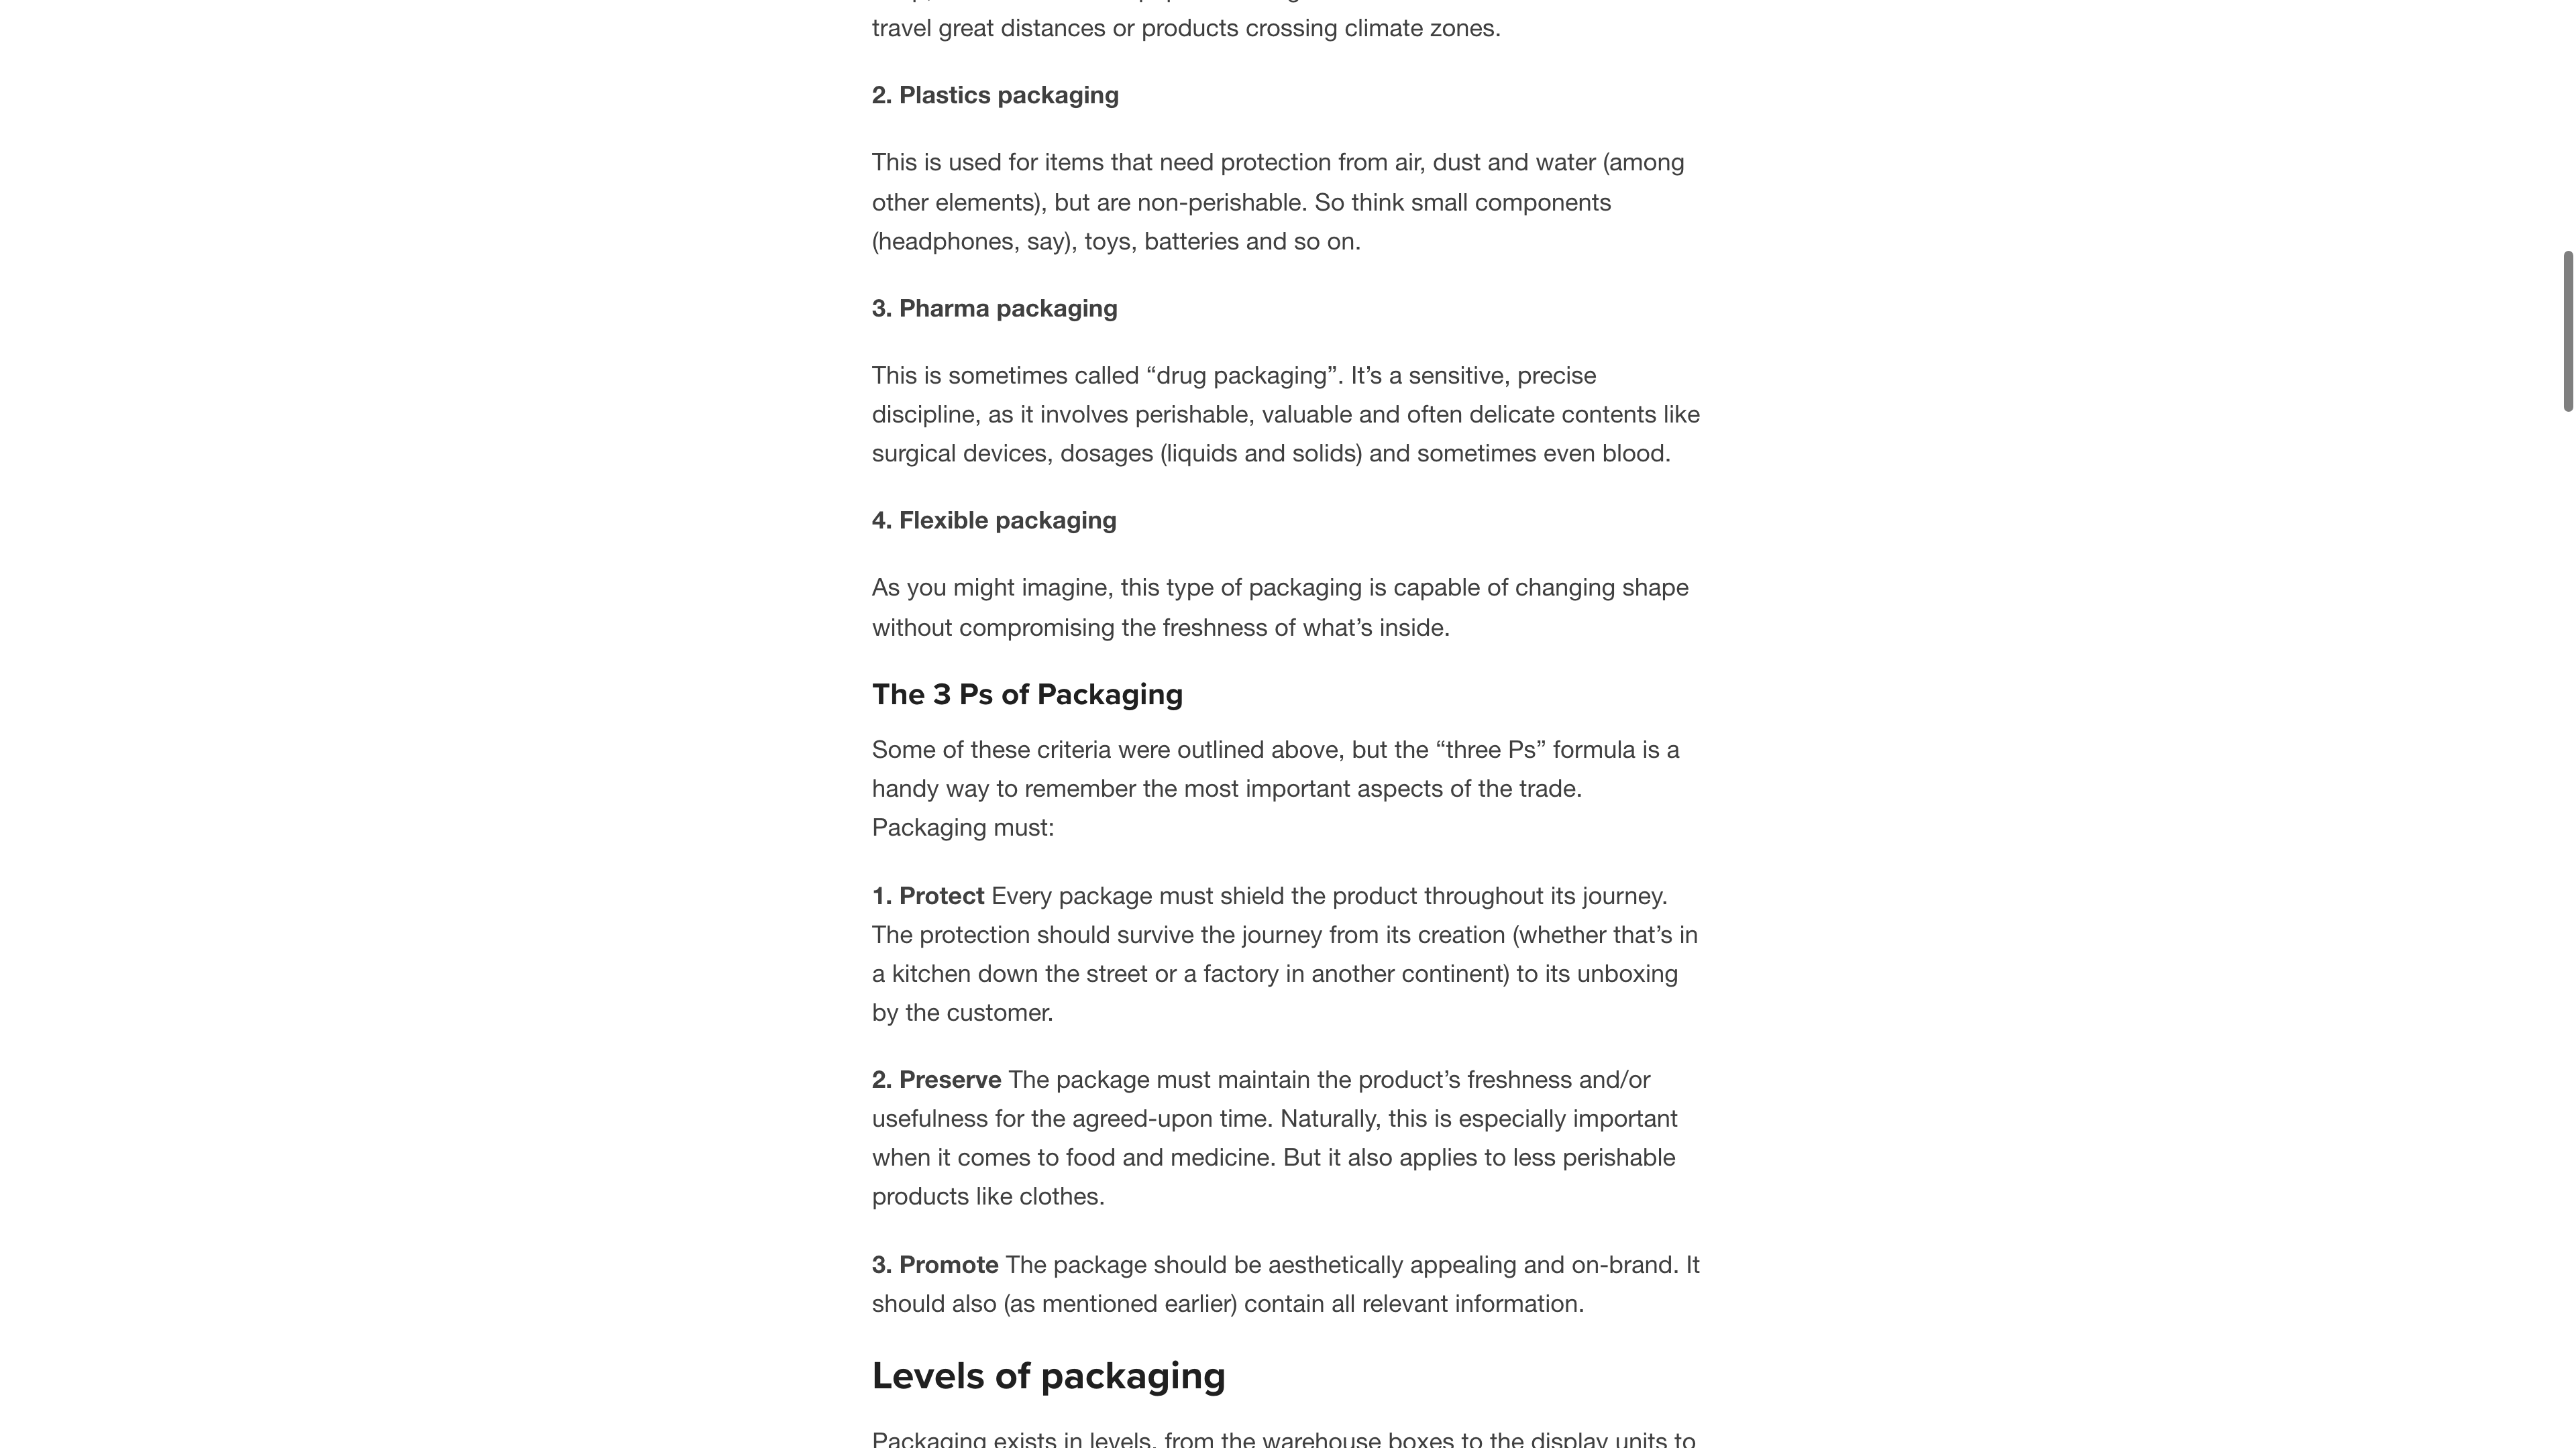 travel great distances or products crossing climate zones.
2. Plastics packaging
This is used for items that need protection from air, dust and water (among
other elements), but are non-perishable. So think small components
(headphones, say), toys, batteries and so on.
3. Pharma packaging
This is sometimes called “drug packaging”. It’s a sensitive, precise
discipline, as it involves perishable, valuable and often delicate contents like
surgical devices, dosages (liquids and solids) and sometimes even blood.
4. Flexible packaging
As you might imagine, this type of packaging is capable of changing shape
without compromising the freshness of what’s inside.
The 3 Ps of Packaging
Some of these criteria were outlined above, but the “three Ps” formula is a
handy way to remember the most important aspects of the trade.
Packaging must:
1. Protect Every package must shield the product throughout its journey.
The protection should survive the journey from its creation (whether that’s in
a kitchen down the street or a factory in another continent) to its unboxing
by the customer.
2. Preserve The package must maintain the product’s freshness and/or
usefulness for the agreed-upon time. Naturally, this is especially important
when it comes to food and medicine. But it also applies to less perishable
products like clothes.
3. Promote The package should be aesthetically appealing and on-brand. It
should also (as mentioned earlier) contain all relevant information.
Levels of packaging
Packaging exists in levels, from the warehouse boxes to the display units to